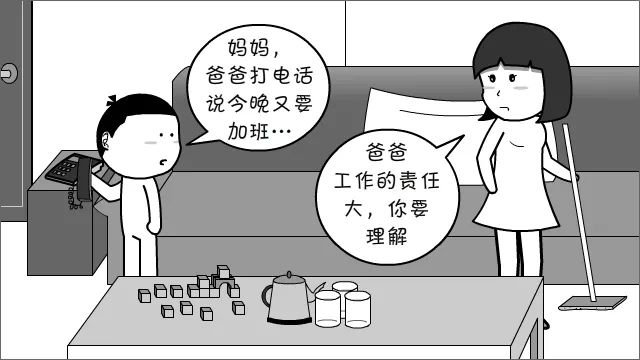 妈妈，
爸爸打电话
说今晚又要
加班…
爸爸
工作的责任
大，你要
理解